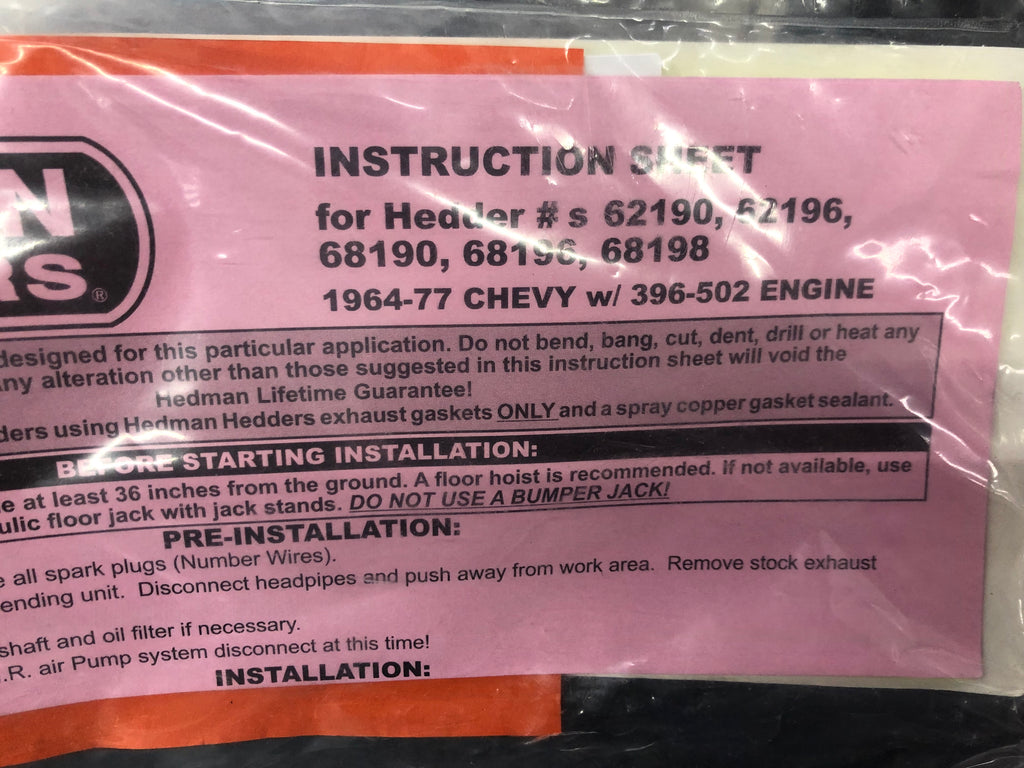 N
RS®
INSTRUCTION SHEET
for Hedder # s 62190, 62196,
68190, 68196, 68198
1964-77 CHEVY w/ 396-502 ENGINE
designed for this particular application. Do not bend, bang, cut, dent, drill or heat any
ny alteration other than those suggested in this instruction sheet will void the
Hedman Lifetime Guarantee!
ders using Hedman Hedders exhaust gaskets ONLY and a spray copper gasket sealant.
BEFORE STARTING INSTALLATION:
e at least 36 inches from the ground. A floor hoist is recommended. If not available, use
ulic floor jack with jack stands. DO NOT USE A BUMPER JACK!
PRE-INSTALLATION:
e all spark plugs (Number Wires).
ending unit. Disconnect headpipes and push away from work area. Remove stock exhaust
shaft and oil filter if necessary.
.R. air Pump system disconnect at this time!
INSTALLATION: